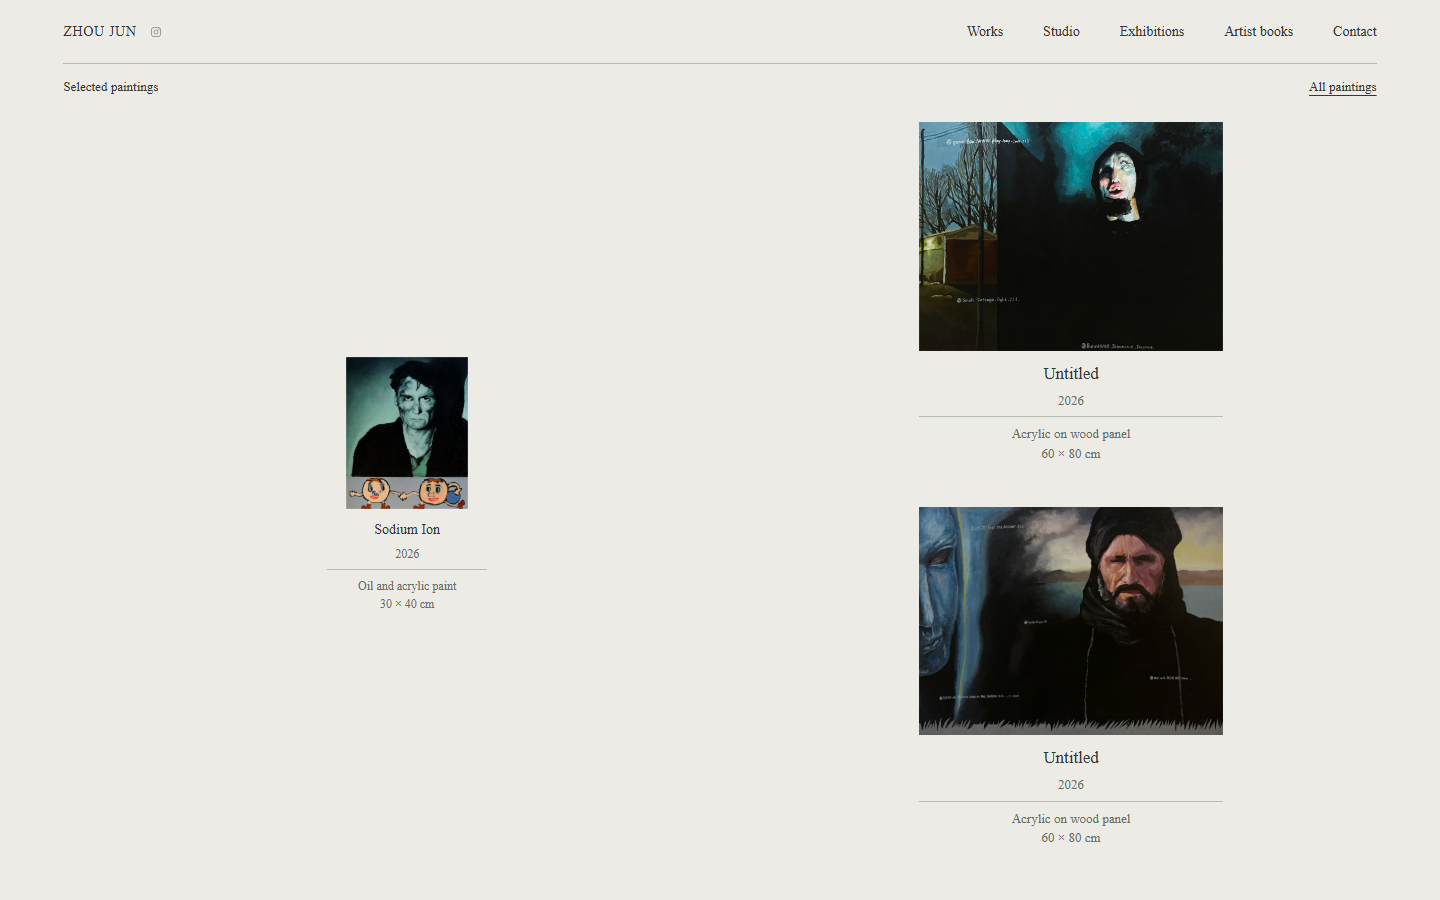 ZHOU JUN
Works
Studio
Exhibitions
Artist books
Contact
Selected paintings
All paintings
Untitled
2026
Acrylic on wood panel
60 × 80 cm
Sodium Ion
2026
Oil and acrylic paint
30 × 40 cm
Untitled
2026
Acrylic on wood panel
60 × 80 cm